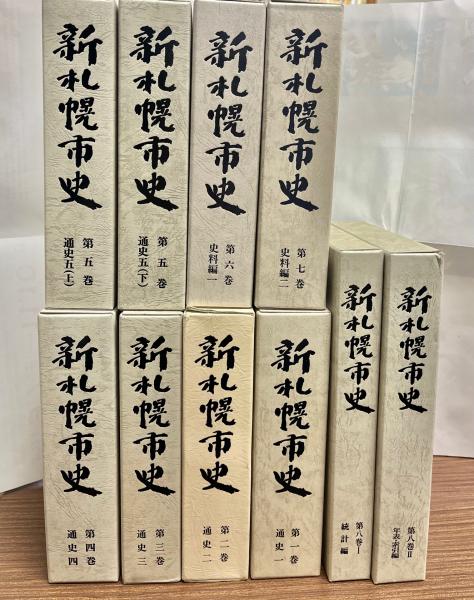 新札幌市史
第五巻
通史五(上)
新札幌市史
第五巻
通史五(下)
新札幌市史
第六巻
史料編一
新札幌市史
第七巻
史料編二
新札幌市史
第四巻
通史四
新札幌市史
第三巻
通史三
新札幌市史
第二巻
通史二
新札幌市史
第一巻
通史一
新札幌市史
第八巻Ⅰ
統計編
新札幌市史
第八巻Ⅱ
年表・索引編